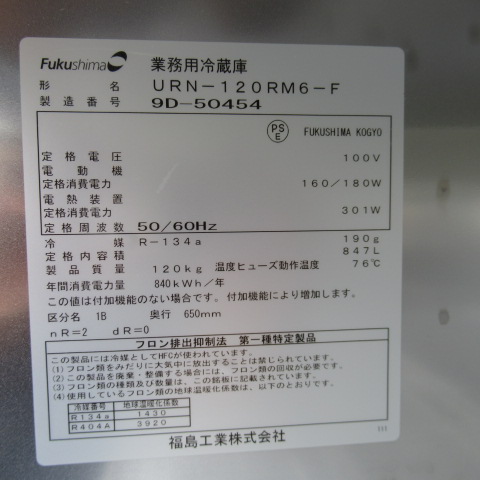 Fukushima 業務用冷蔵庫
形名 URN-120RM6-F
製造番号 9D-50454
PSE FUKUSHIMA KOGYO
定格電圧 100V
電動機
定格消費電力 160/180W
電熱装置
定格消費電力 301W
定格周波数 50/60Hz
冷媒 R-134a 190g
定格内容積 847L
製品質量 120kg 温度ヒューズ動作温度 76℃
年間消費電力量 840kWh/年
この値は付加機能のない場合です。付加機能により増加します。
区分名 1B 奥行 650mm
nR=2 dR=0
フロン排出抑制法 第一種特定製品
この製品には冷媒としてHFCが使われています。
(1)フロン類をみだりに大気中に放出することは禁じられています。
(2)この製品を廃棄・整備する場合には、フロン類の回収が必要です。
(3)フロン類の種類及び数量は、この銘板に記載されています。
(4)使用しているフロン類の地球温暖化係数は、以下のとおりです。
冷媒番号 地球温暖化係数
R134a 1430
R404A 3920
福島工業株式会社